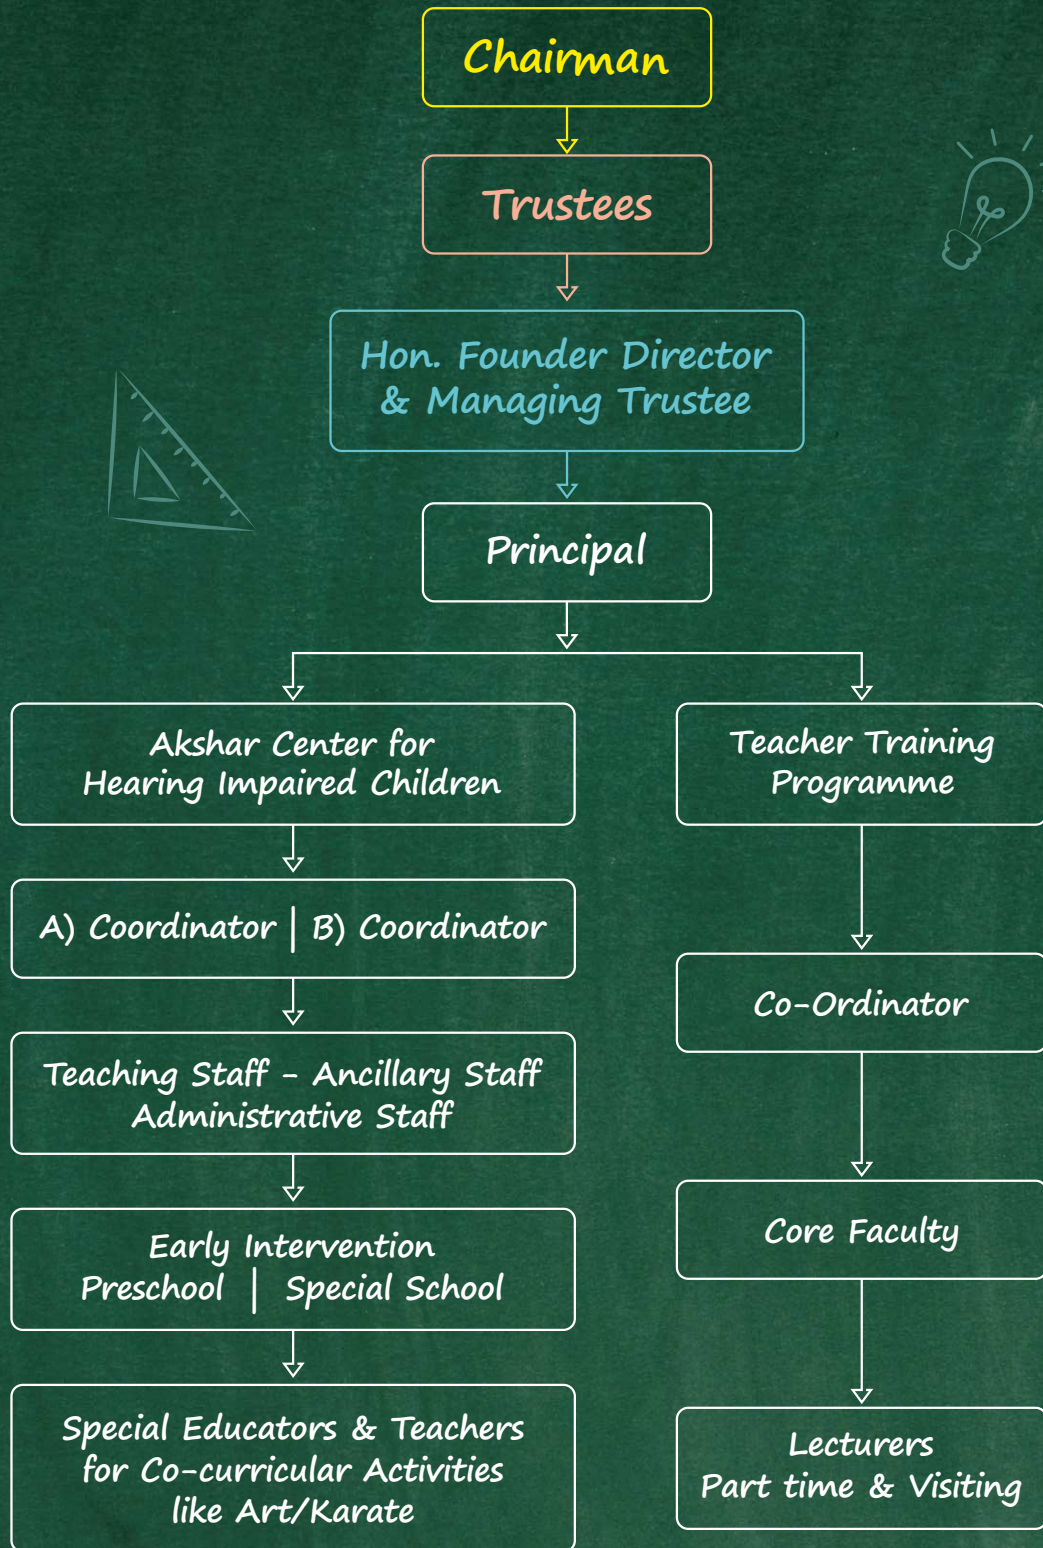 Chairman
Trustees
Hon. Founder Director
& Managing Trustee
Principal
Akshar Center for
Hearing Impaired Children
A) Coordinator | B) Coordinator
Teaching Staff - Ancillary Staff
Administrative Staff
Early Intervention
Preschool | Special School
Special Educators & Teachers
for Co-curricular Activities
like Art/Karate
Teacher Training
Programme
Co-Ordinator
Core Faculty
Lecturers
Part time & Visiting